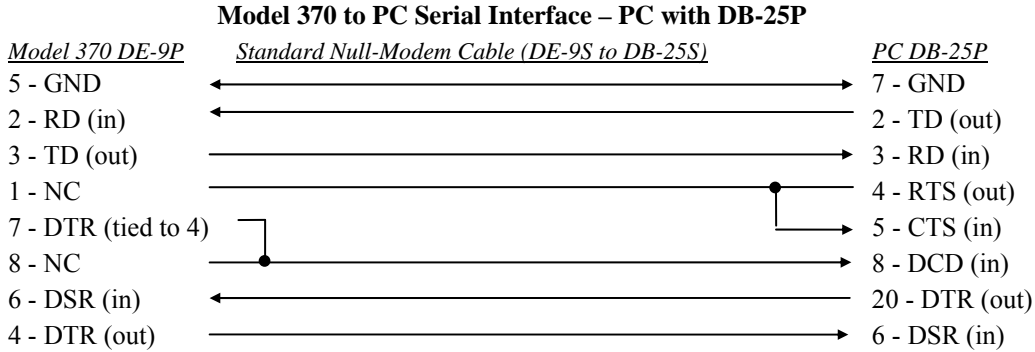 Model 370 to PC Serial Interface – PC with DB-25P
Model 370 DE-9P Standard Null-Modem Cable (DE-9S to DB-25S) PC DB-25P
5 - GND 7 - GND
2 - RD (in) 2 - TD (out)
3 - TD (out) 3 - RD (in)
1 - NC 4 - RTS (out)
7 - DTR (tied to 4) 5 - CTS (in)
8 - NC 8 - DCD (in)
6 - DSR (in) 20 - DTR (out)
4 - DTR (out) 6 - DSR (in)